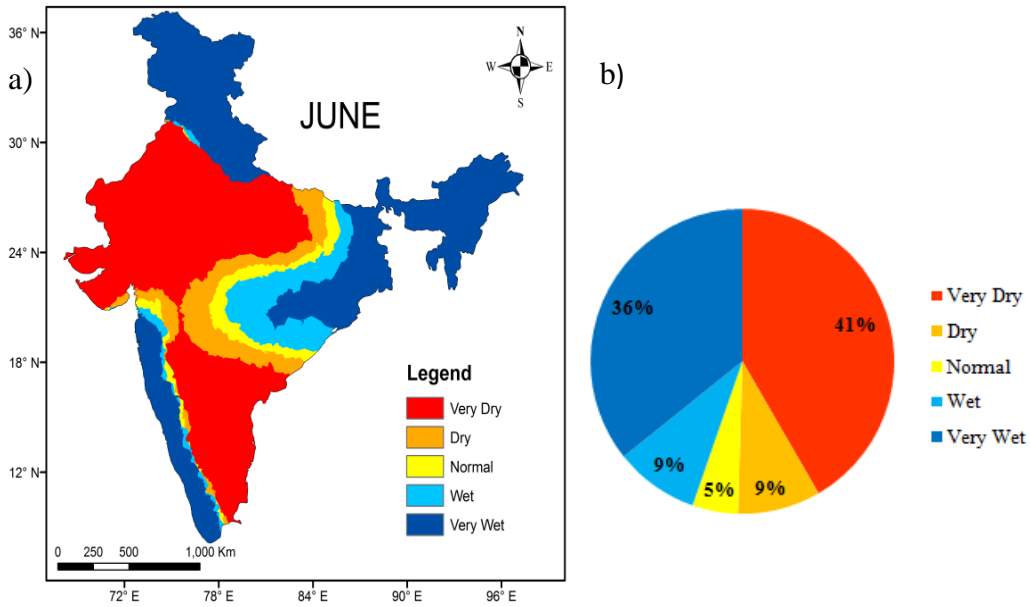 a)
36° N
30° N
24° N
18° N
12° N
JUNE
N
W E
S
Legend
Very Dry
Dry
Normal
Wet
Very Wet
0 250 500 1,000 Km
72° E 78° E 84° E 90° E 96° E
b)
36%
41%
9%
5%
9%
Very Dry
Dry
Normal
Wet
Very Wet